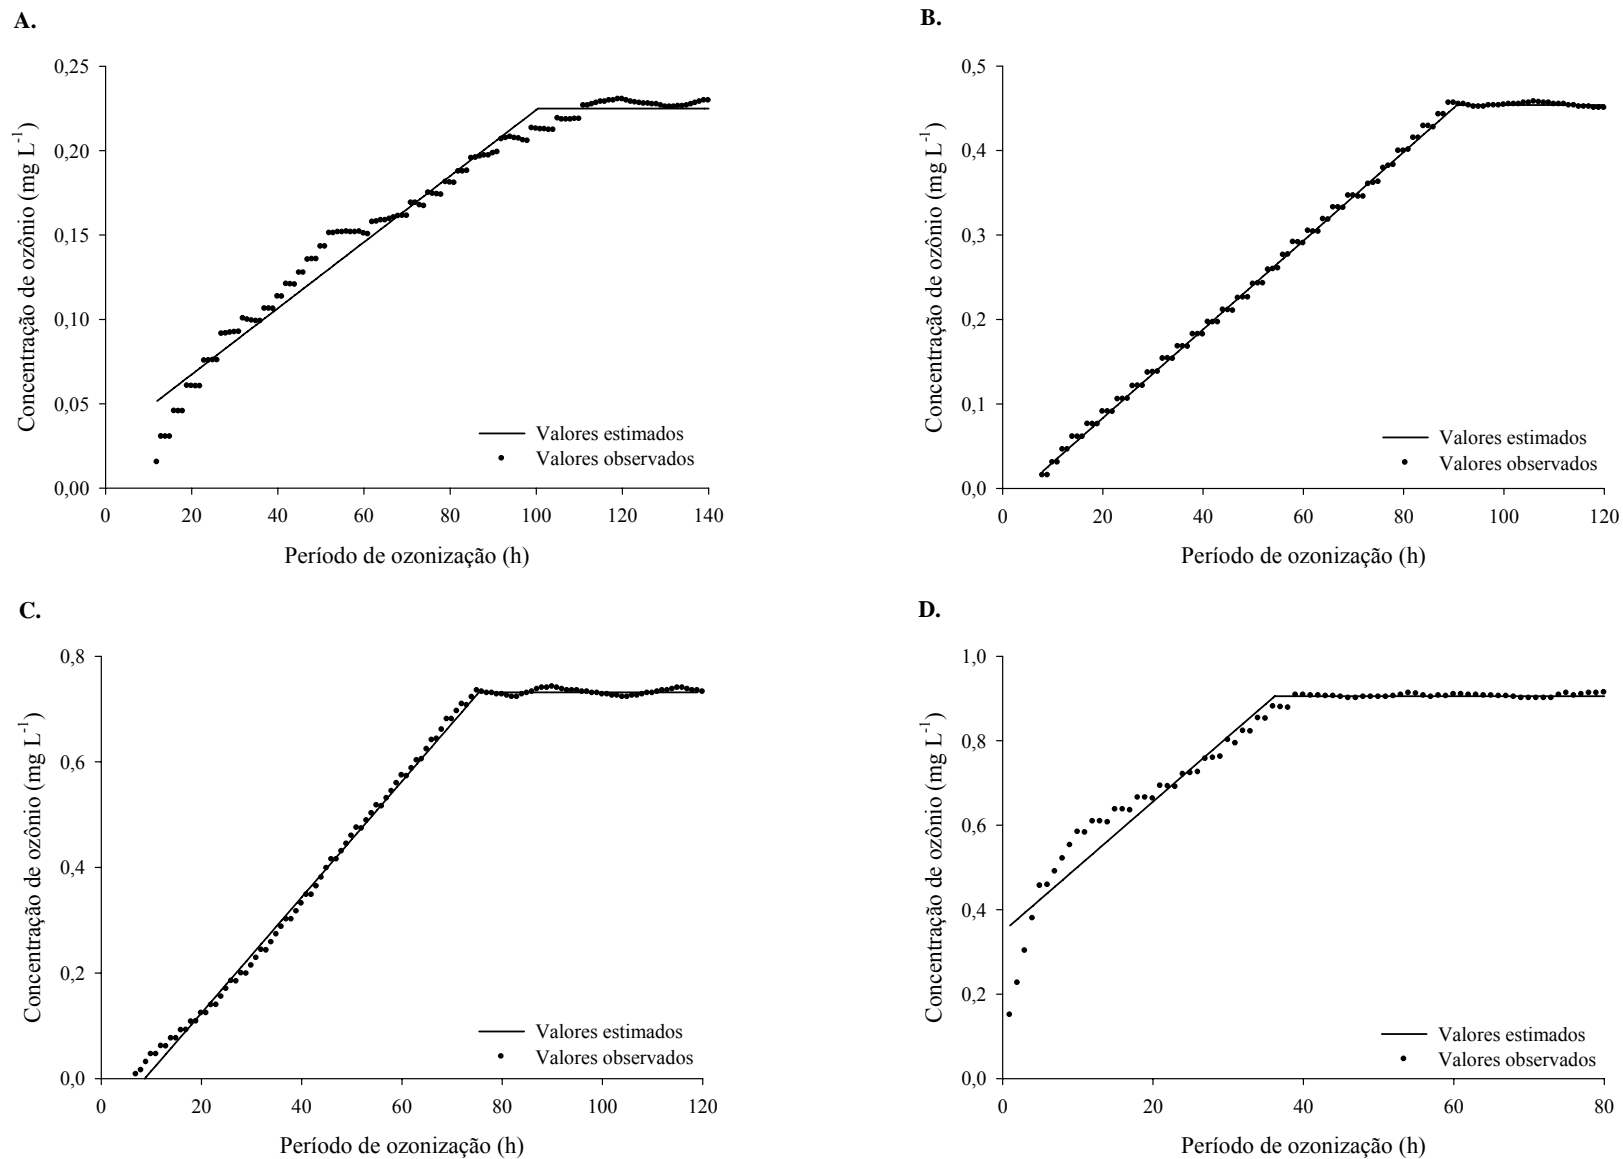 A.
Concentração de ozônio (mg L-1)
0,25
0,20
0,15
0,10
0,05
0,00
0 20 40 60 80 100 120 140
Período de ozonização (h)
Valores estimados
Valores observados
B.
Concentração de ozônio (mg L-1)
0,5
0,4
0,3
0,2
0,1
0,0
0 20 40 60 80 100 120
Período de ozonização (h)
Valores estimados
Valores observados
C.
Concentração de ozônio (mg L-1)
0,8
0,6
0,4
0,2
0,0
0 20 40 60 80 100 120
Período de ozonização (h)
Valores estimados
Valores observados
D.
Concentração de ozônio (mg L-1)
1,0
0,8
0,6
0,4
0,2
0,0
0 20 40 60 80
Período de ozonização (h)
Valores estimados
Valores observados